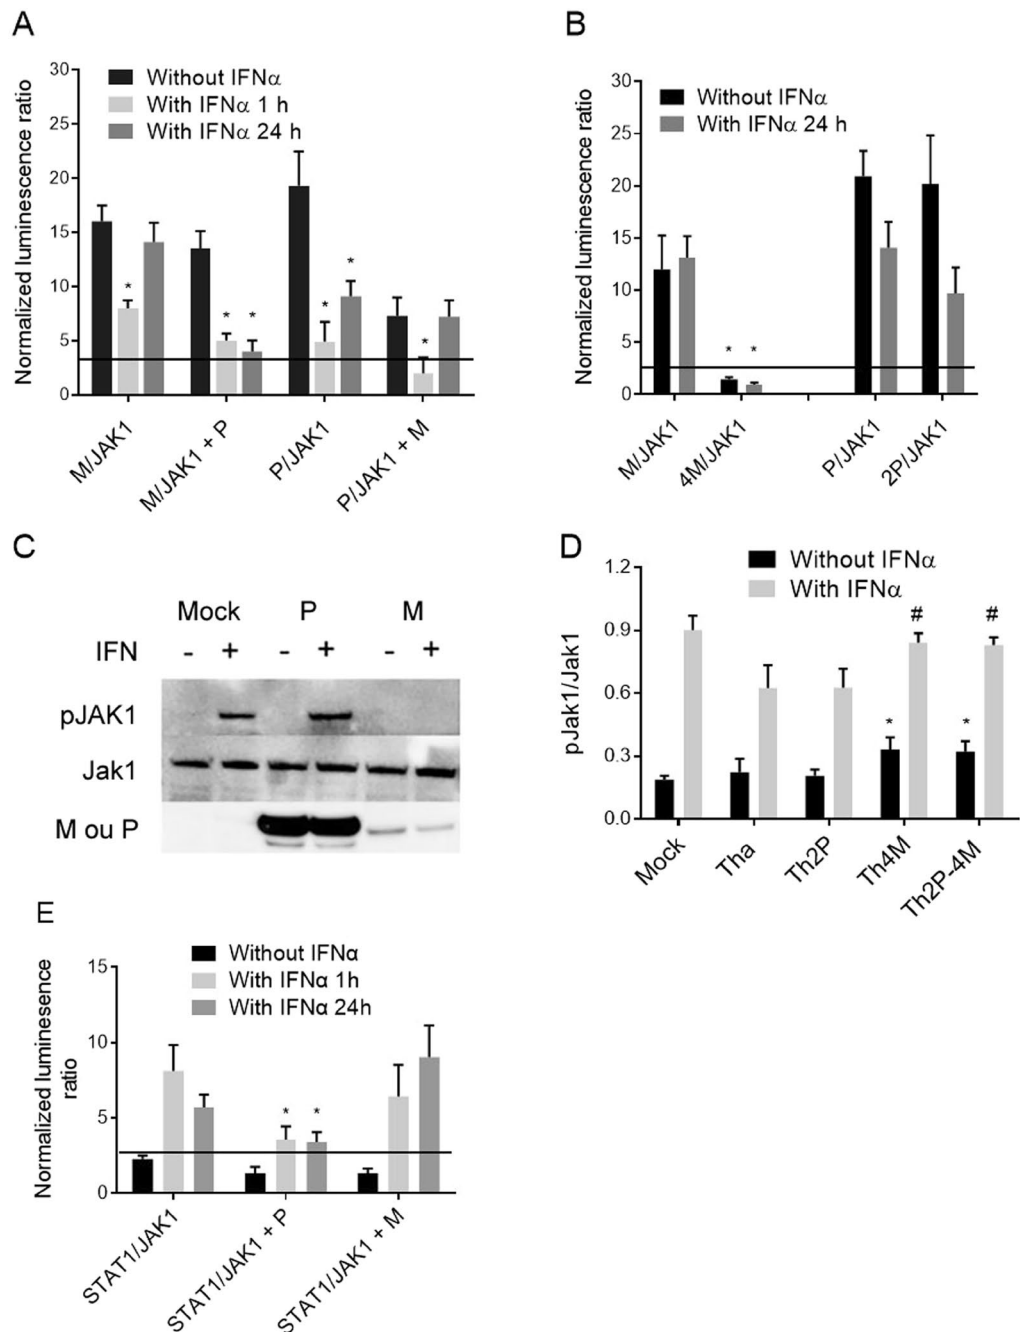 A
Normalized luminescence ratio
30
25
20
15
10
5
0
Without IFNα
With IFNα 1 h
With IFNα 24 h
*
* *
* *
*
M/JAK1
M/JAK1 + P
P/JAK1
P/JAK1 + M
B
Normalized luminescence ratio
30
25
20
15
10
5
0
Without IFNα
With IFNα 24 h
* *
M/JAK1
4M/JAK1
P/JAK1
2P/JAK1
C
Mock P M
IFN - + - + - +
pJAK1
Jak1
M ou P
D
pJak1/Jak1
1.2
0.9
0.6
0.3
0.0
Without IFNα
With IFNα
# #
* *
Mock
Tha
Th2P
Th4M
Th2P-4M
E
Normalized luminesence
ratio
15
10
5
0
Without IFNα
With IFNα 1h
With IFNα 24h
* *
STAT1/JAK1
STAT1/JAK1 + P
STAT1/JAK1 + M